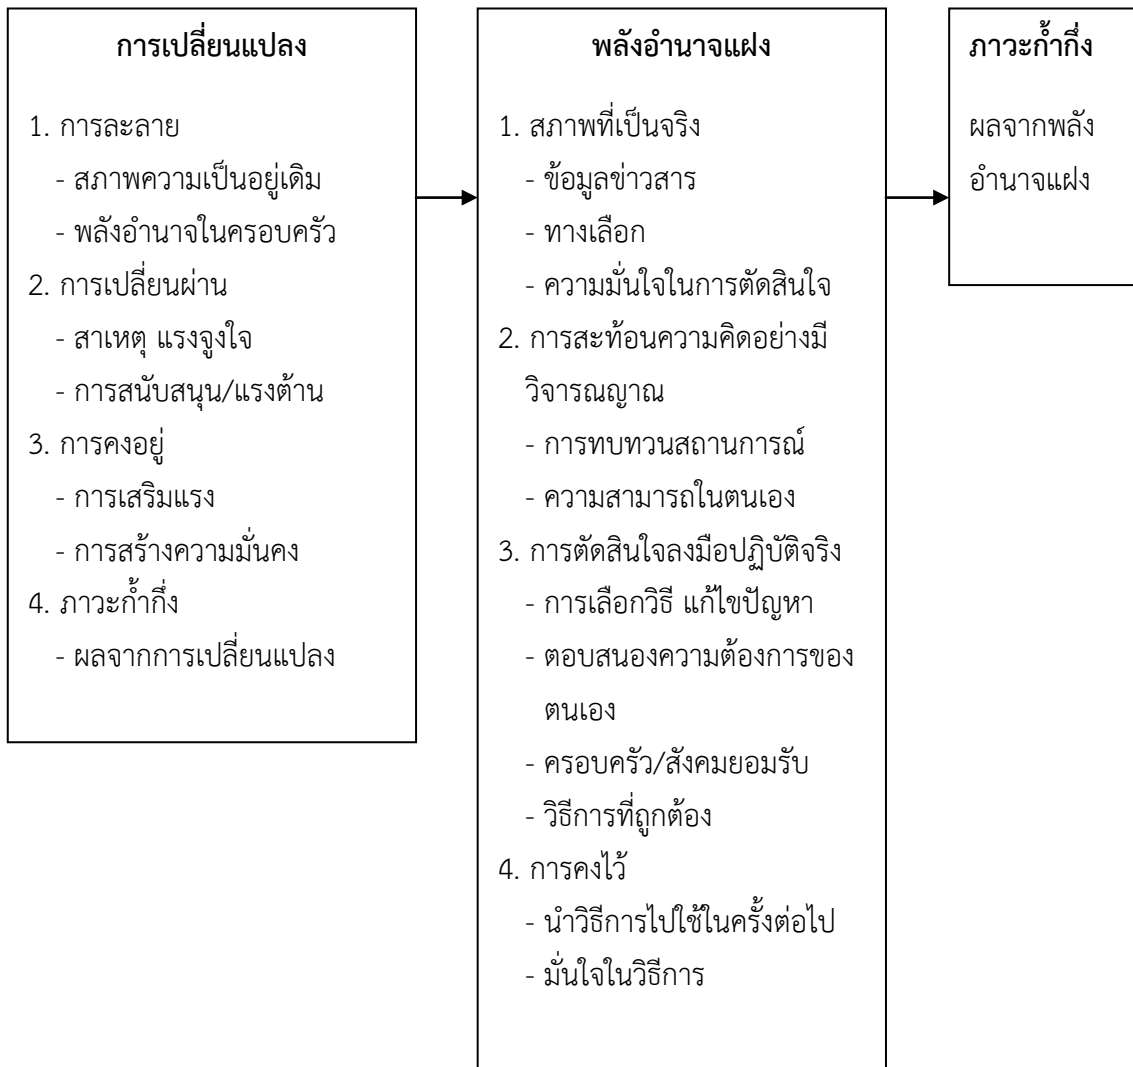 การเปลี่ยนแปลง
1. การละลาย
- สภาพความเป็นอยู่เดิม
- พลังอำนาจในครอบครัว
2. การเปลี่ยนผ่าน
- สาเหตุ แรงจูงใจ
- การสนับสนุน/แรงต้าน
3. การคงอยู่
- การเสริมแรง
- การสร้างความมั่นคง
4. ภาวะก้ำกึ่ง
- ผลจากการเปลี่ยนแปลง
พลังอำนาจแฝง
1. สภาพที่เป็นจริง
- ข้อมูลข่าวสาร
- ทางเลือก
- ความมั่นใจในการตัดสินใจ
2. การสะท้อนความคิดอย่างมี
วิจารณญาณ
- การทบทวนสถานการณ์
- ความสามารถในตนเอง
3. การตัดสินใจลงมือปฏิบัติจริง
- การเลือกวิธี แก้ไขปัญหา
- ตอบสนองความต้องการของ
ตนเอง
- ครอบครัว/สังคมยอมรับ
- วิธีการที่ถูกต้อง
4. การคงไว้
- นำวิธีการไปใช้ในครั้งต่อไป
- มั่นใจในวิธีการ
ภาวะก้ำกึ่ง
ผลจากพลัง
อำนาจแฝง